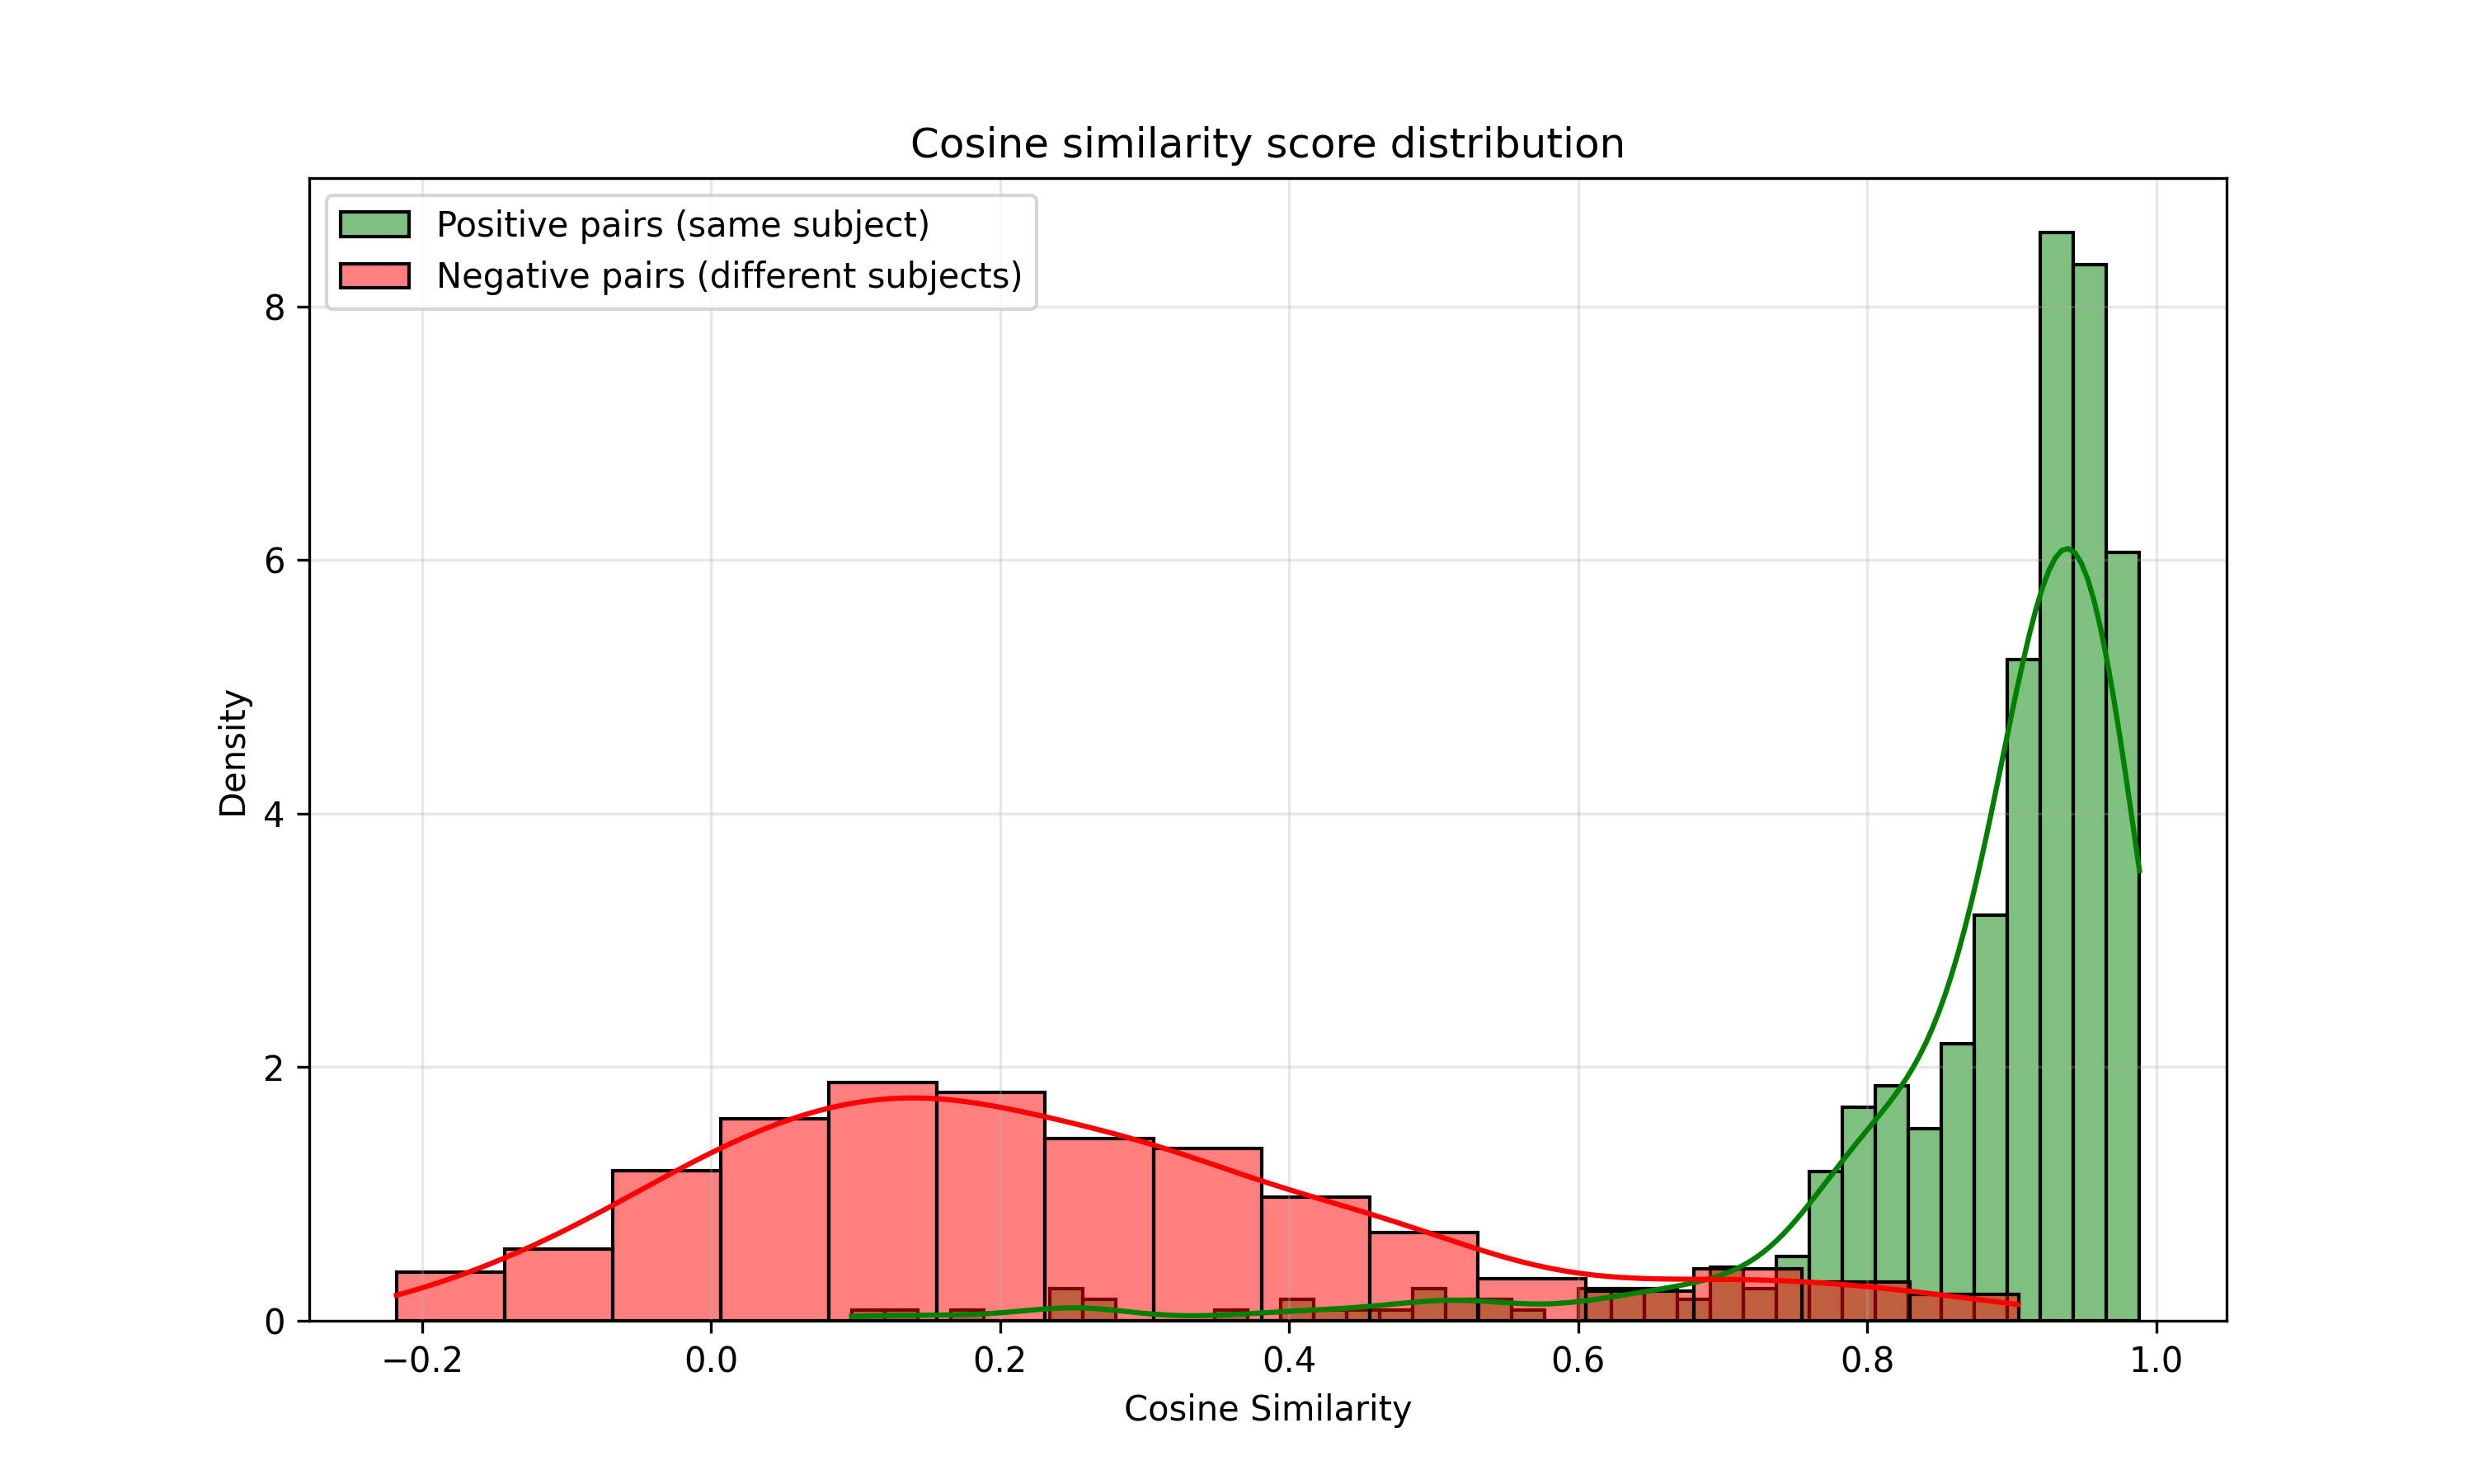 Cosine similarity score distribution
Positive pairs (same subject)
Negative pairs (different subjects)
Density
8
6
4
2
0
−0.2 0.0 0.2 0.4 0.6 0.8 1.0
Cosine Similarity